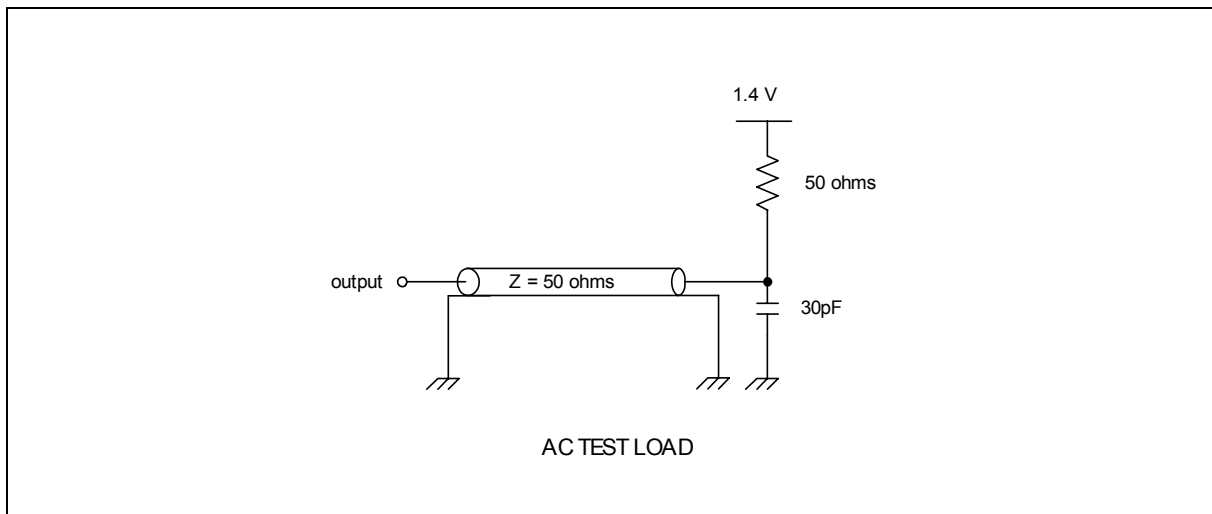 1.4 V
50 ohms
output
Z = 50 ohms
30pF
AC TEST LOAD